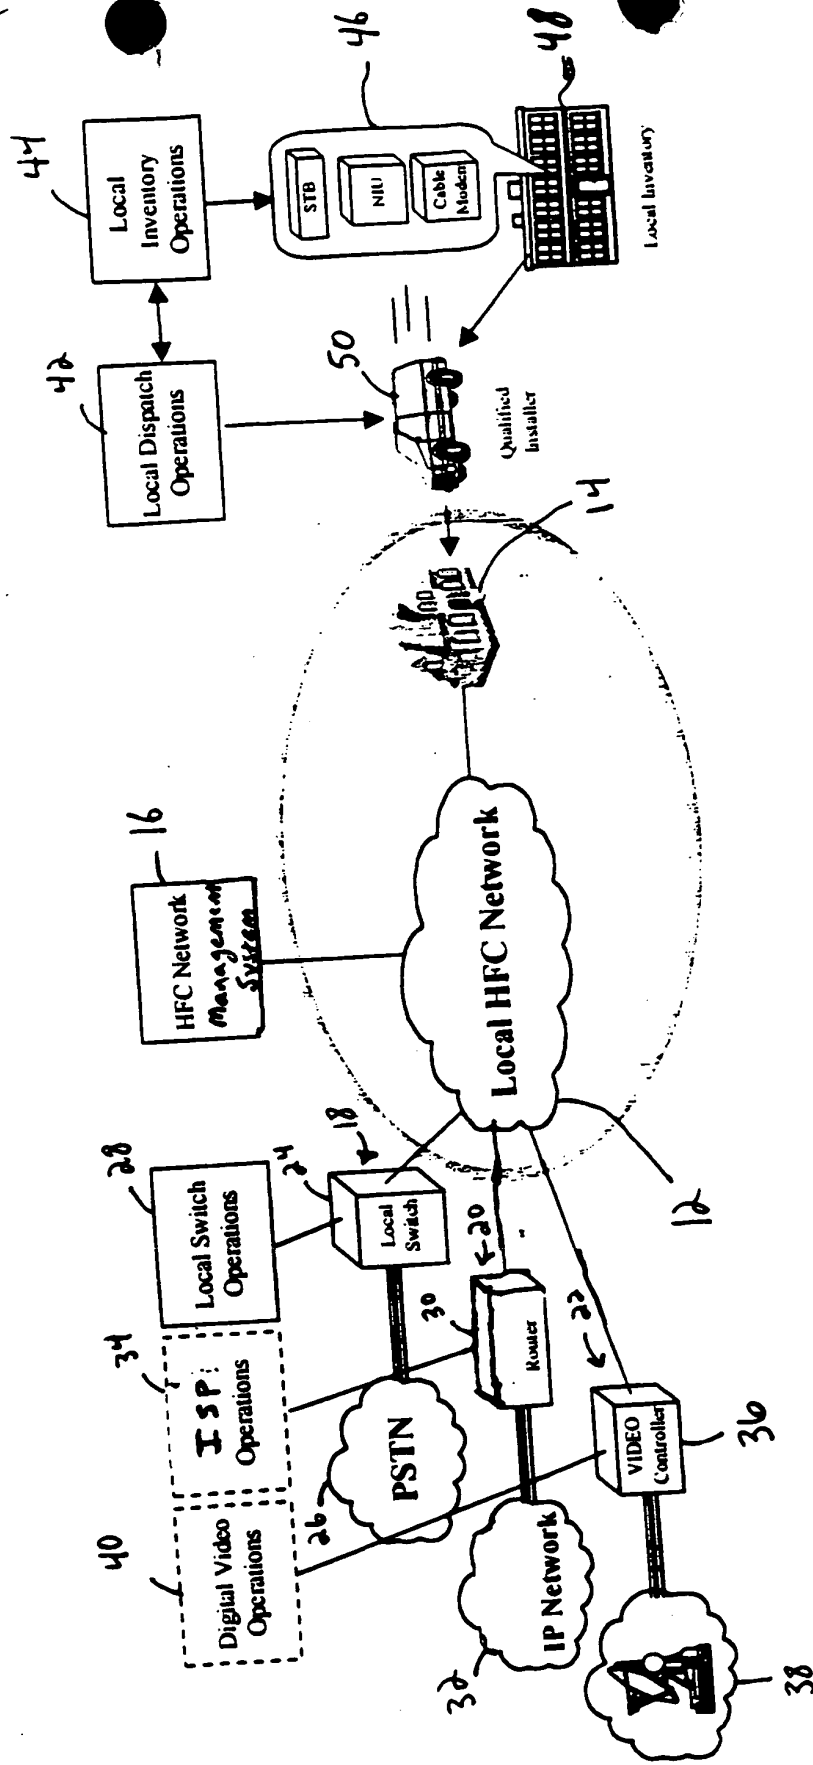 40
Digital Video
Operations
34
ISP:
Operations
28
Local Switch
Operations
16
HFC Network
Management
System
42
Local Dispatch
Operations
44
Local
Inventory
Operations
26
PSTN
24
Local
Switch
18
32
IP Network
30
Router
20
38
VIDEO
Controller
36
22
Local HFC Network
12
14
50
Qualified
Installer
46
STB
NIU
Cable
Modem
48
Local Inventory